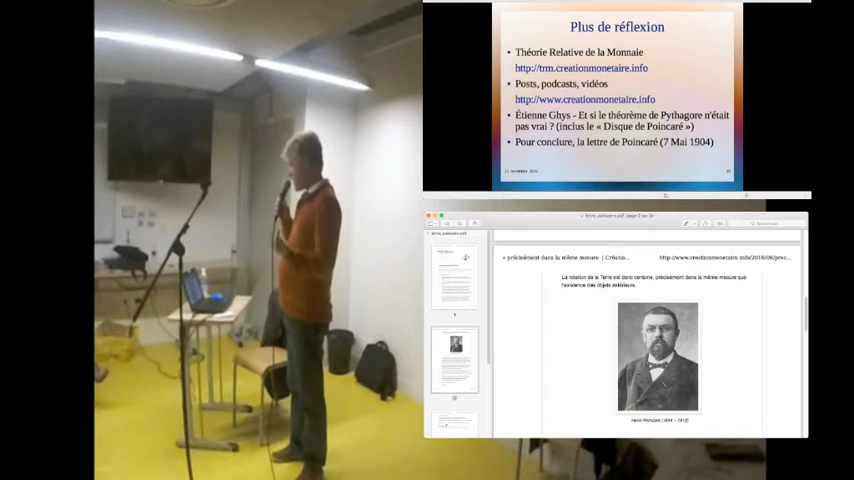 Plus de réflexion
• Théorie Relative de la Monnaie
http://trm.creationmonetaire.info
• Posts, podcasts, vidéos
http://www.creationmonetaire.info
• Étienne Ghys - Et si le théorème de Pythagore n'était
pas vrai ? (inclus le « Disque de Poincaré »)
• Pour conclure, la lettre de Poincaré (7 Mai 1904)
lettre_poincare.pdf (page 2 sur 3)
lettre_poincare.pdf
« précisément dans la même mesure | Créatio...
http://www.creationmonetaire.info/2016/06/prec...
La rotation de la Terre est donc certaine, précisément dans la même mesure que
l'existence des objets extérieurs.
Henri Poincaré (1854 – 1912)